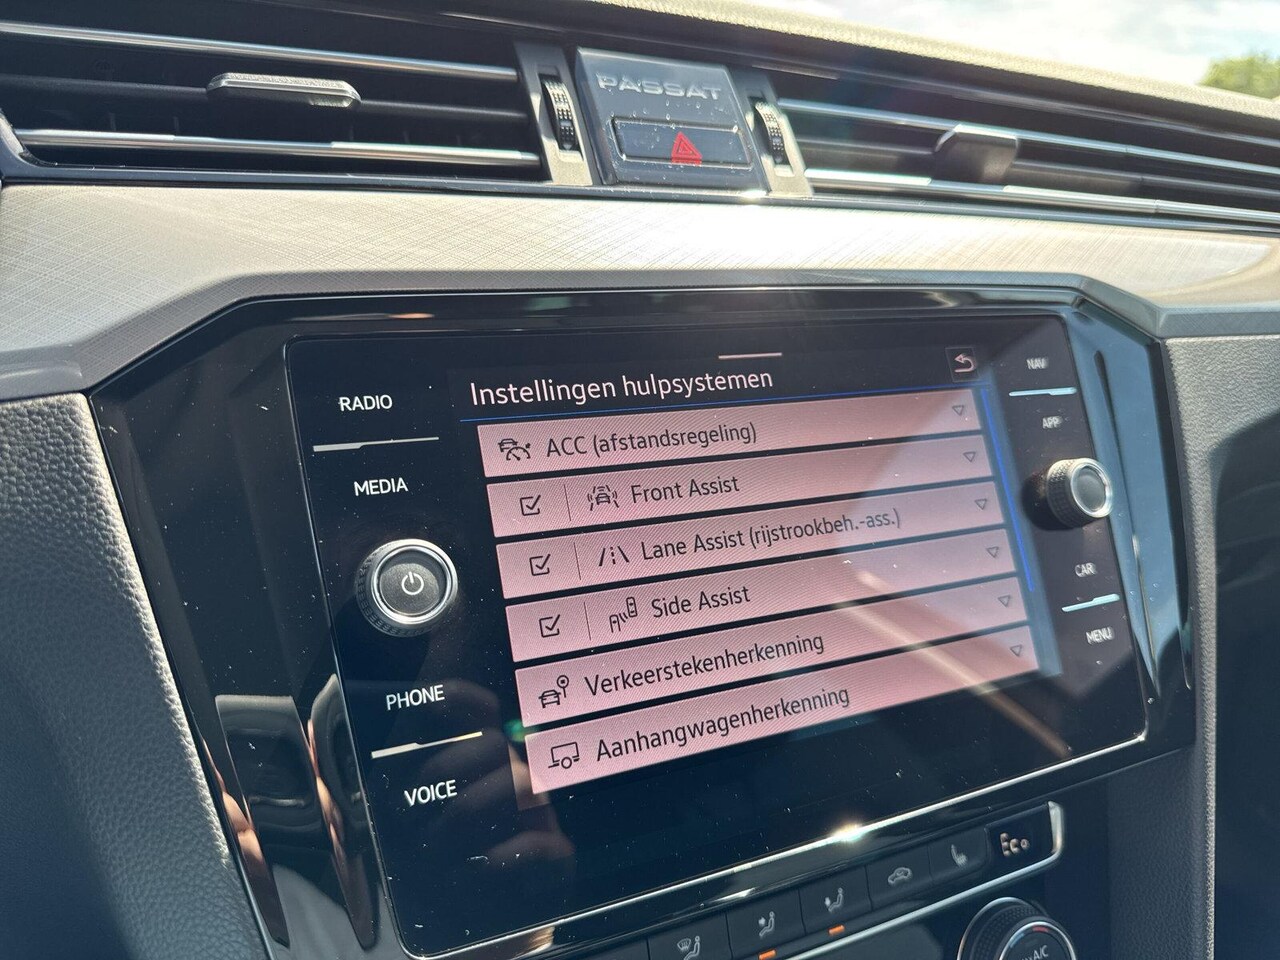 PASSAT
RADIO
MEDIA
PHONE
VOICE
Instellingen hulpsystemen
ACC (afstandsregeling)
Front Assist
Lane Assist (rijstrookbeh.-ass.)
Side Assist
Verkeerstekenherkenning
Aanhangwagenherkenning
NAV
APP
CAR
MENU
Eco
A/C